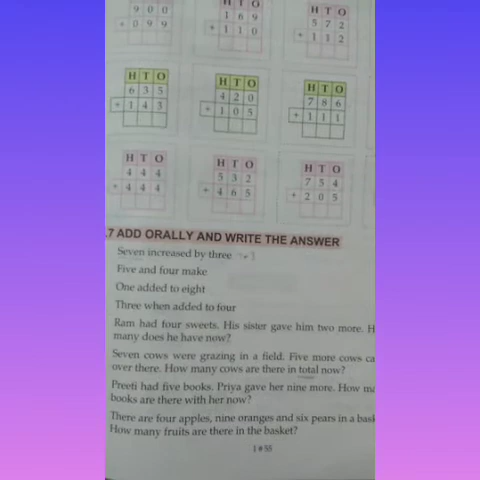 9 0 0
+ 0 9 9
H T O
1 6 9
+ 1 1 0
H T O
5 7 2
+ 1 1 2
H T O
6 3 5
+ 1 4 3
H T O
4 2 0
+ 1 0 5
H T O
7 8 6
+ 1 1 1
H T O
4 4 4
+ 4 4 4
H T O
5 3 2
+ 4 6 5
H T O
7 5 4
+ 2 0 5
.7 ADD ORALLY AND WRITE THE ANSWER
Seven increased by three
Five and four make
One added to eight
Three when added to four
Ram had four sweets. His sister gave him two more. H
many does he have now?
Seven cows were grazing in a field. Five more cows ca
over there. How many cows are there in total now?
Preeti had five books. Priya gave her nine more. How ma
books are there with her now?
There are four apples, nine oranges and six pears in a bask
How many fruits are there in the basket?